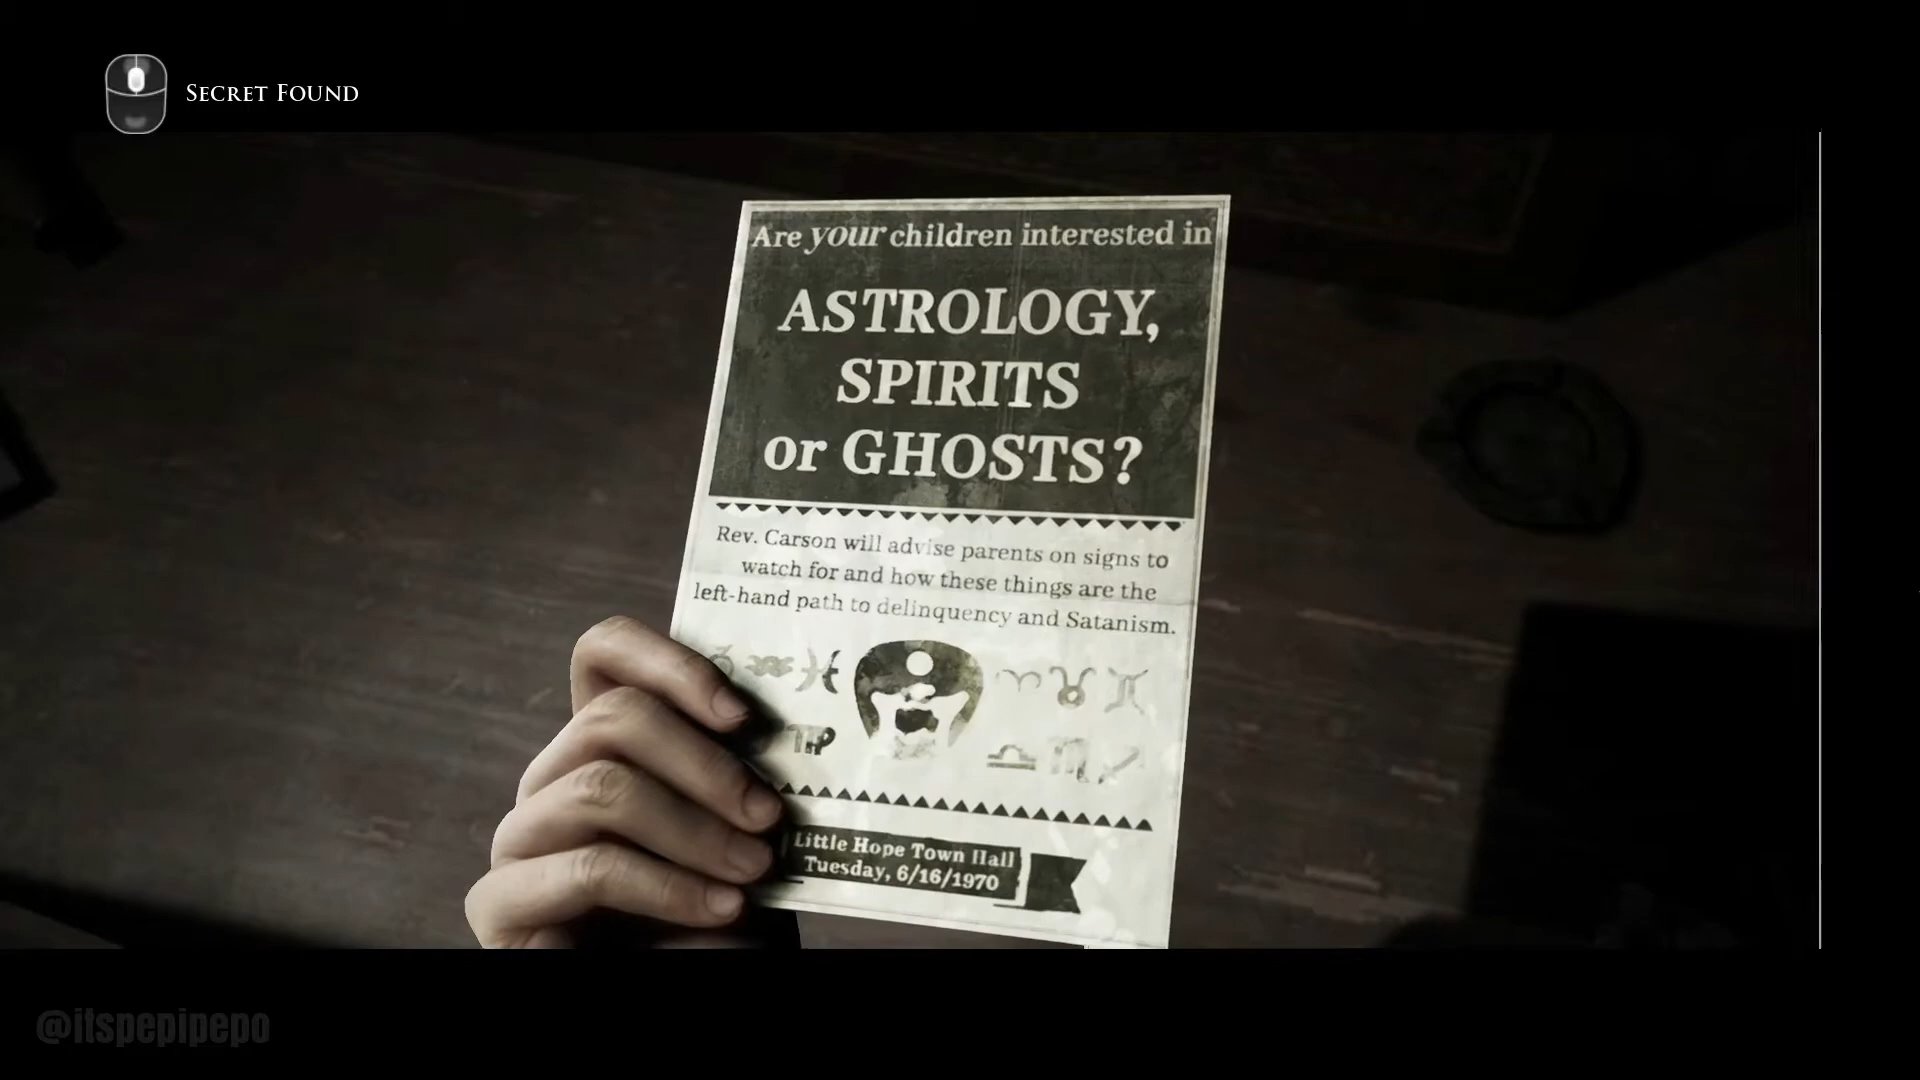 Secret Found
Are your children interested in
ASTROLOGY,
SPIRITS
or GHOSTS?
Rev. Carson will advise parents on signs to
watch for and how these things are the
left-hand path to delinquency and Satanism.
Little Hope Town Hall
Tuesday, 6/16/1970
@itspepipepo